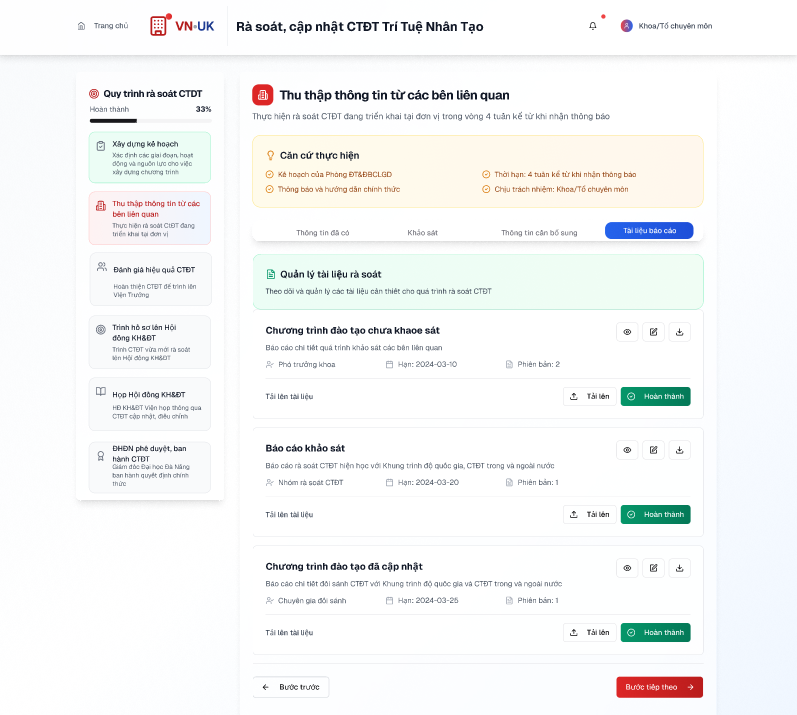 Trang chủ
VN-UK
Rà soát, cập nhật CTĐT Trí Tuệ Nhân Tạo
Khoa/Tổ chuyên môn
Quy trình rà soát CTDT
Hoàn thành 33%
Xây dựng kế hoạch
Xác định các giai đoạn, hoạt
động và nguồn lực cho việc
xây dựng chương trình
Thu thập thông tin từ các
bên liên quan
Thực hiện rà soát CtĐT đang
triển khai tại đơn vị
Đánh giá hiệu quả CTĐT
Hoàn thiện CTĐT để trình lên
Viện Trưởng
Trình hồ sơ lên Hội
đồng KH&ĐT
Trình CTĐT vừa mới rà soát
lên Hội đồng KH&ĐT
Họp Hội đồng KH&ĐT
HĐ KH&ĐT Viện họp thông qua
CTĐT cập nhật, điều chỉnh
ĐHĐN phê duyệt, ban
hành CTĐT
Giám đốc Đại học Đà Nẵng
ban hành quyết định chính
thức
Thu thập thông tin từ các bên liên quan
Thực hiện rà soát CTĐT đang triển khai tại đơn vị trong vòng 4 tuần kể từ khi nhận thông báo
Căn cứ thực hiện
Kế hoạch của Phòng ĐT&ĐBCLGD
Thời hạn: 4 tuần kể từ khi nhận thông báo
Thông báo và hướng dẫn chính thức
Chịu trách nhiệm: Khoa/Tổ chuyên môn
Thông tin đã có
Khảo sát
Thông tin cần bổ sung
Tài liệu báo cáo
Quản lý tài liệu rà soát
Theo dõi và quản lý các tài liệu cần thiết cho quá trình rà soát CTĐT
Chương trình đào tạo chưa khaoe sát
Báo cáo chi tiết quá trình khảo sát các bên liên quan
Phó trưởng khoa
Hạn: 2024-03-10
Phiên bản: 2
Tải lên tài liệu
Tải lên
Hoàn thành
Báo cáo khảo sát
Báo cáo rà soát CTĐT hiện học với Khung trình độ quốc gia, CTĐT trong và ngoài nước
Nhóm rà soát CTĐT
Hạn: 2024-03-20
Phiên bản: 1
Tải lên tài liệu
Tải lên
Hoàn thành
Chương trình đào tạo đã cập nhật
Báo cáo chi tiết đối sánh CTĐT với Khung trình độ quốc gia và CTĐT trong và ngoài nước
Chuyên gia đối sánh
Hạn: 2024-03-25
Phiên bản: 1
Tải lên tài liệu
Tải lên
Hoàn thành
Bước trước
Bước tiếp theo